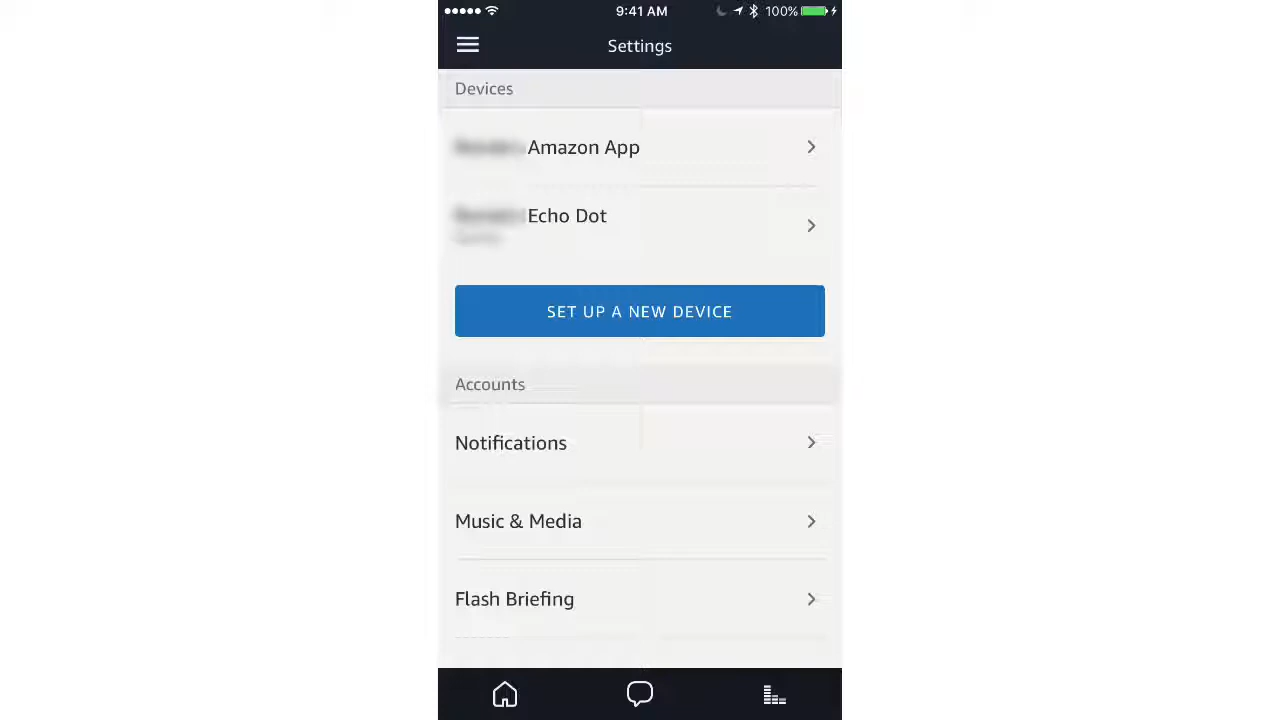 9:41 AM 100%
Settings
Devices
Amazon App
Echo Dot
SET UP A NEW DEVICE
Accounts
Notifications
Music & Media
Flash Briefing